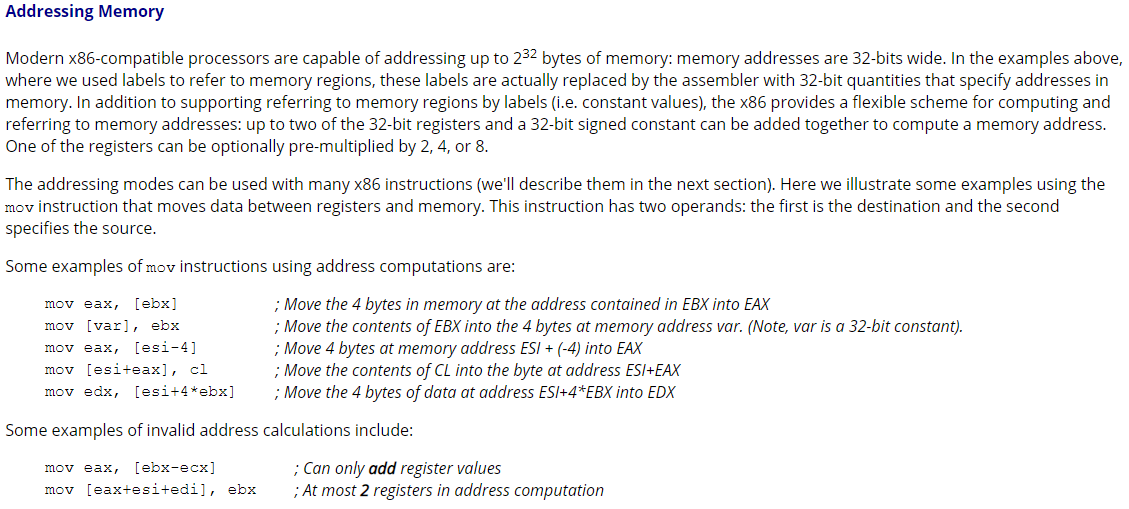 Addressing Memory
Modern x86-compatible processors are capable of addressing up to 2³² bytes of memory: memory addresses are 32-bits wide. In the examples above,
where we used labels to refer to memory regions, these labels are actually replaced by the assembler with 32-bit quantities that specify addresses in
memory. In addition to supporting referring to memory regions by labels (i.e. constant values), the x86 provides a flexible scheme for computing and
referring to memory addresses: up to two of the 32-bit registers and a 32-bit signed constant can be added together to compute a memory address.
One of the registers can be optionally pre-multiplied by 2, 4, or 8.
The addressing modes can be used with many x86 instructions (we'll describe them in the next section). Here we illustrate some examples using the
mov instruction that moves data between registers and memory. This instruction has two operands: the first is the destination and the second
specifies the source.
Some examples of mov instructions using address computations are:
mov eax, [ebx] ; Move the 4 bytes in memory at the address contained in EBX into EAX
mov [var], ebx ; Move the contents of EBX into the 4 bytes at memory address var. (Note, var is a 32-bit constant).
mov eax, [esi-4] ; Move 4 bytes at memory address ESI + (-4) into EAX
mov [esi+eax], cl ; Move the contents of CL into the byte at address ESI+EAX
mov edx, [esi+4*ebx] ; Move the 4 bytes of data at address ESI+4*EBX into EDX
Some examples of invalid address calculations include:
mov eax, [ebx-ecx] ; Can only add register values
mov [eax+esi+edi], ebx ; At most 2 registers in address computation